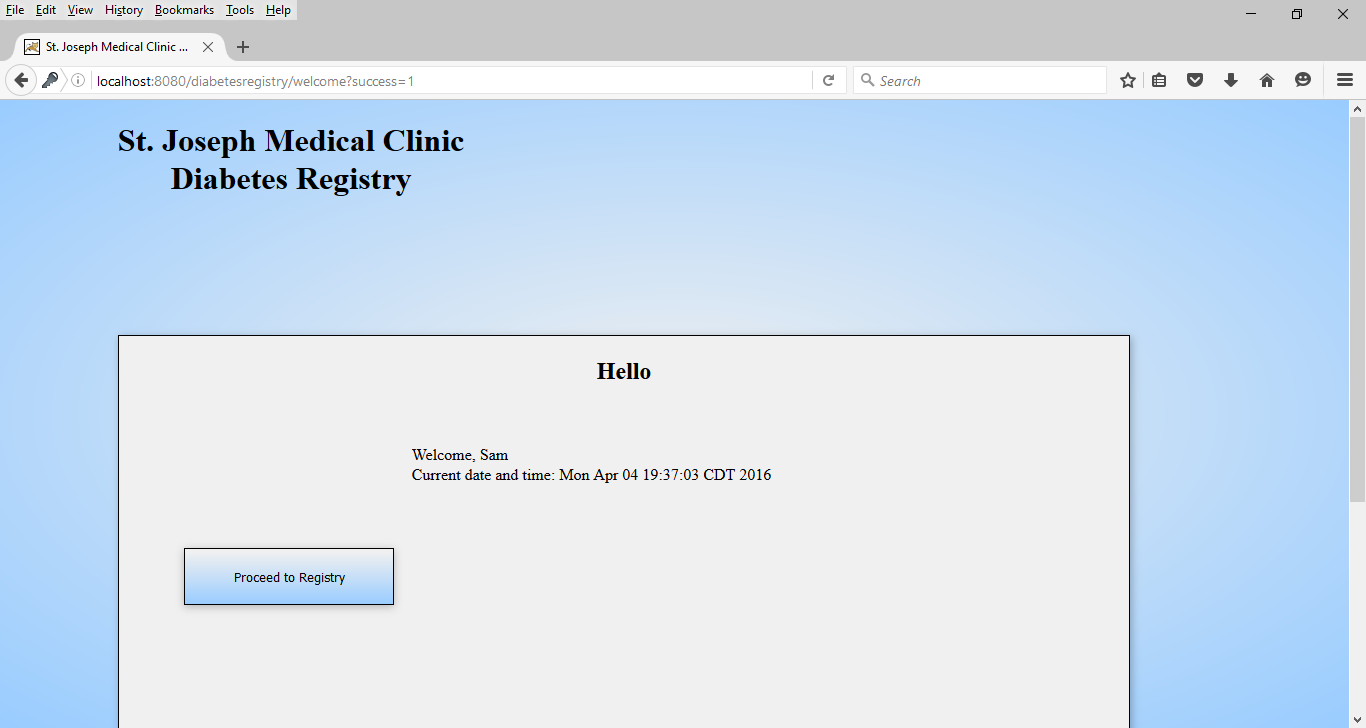 File Edit View History Bookmarks Tools Help
St. Joseph Medical Clinic ...
localhost:8080/diabetesregistry/welcome?success=1
Search
St. Joseph Medical Clinic
Diabetes Registry
Hello
Welcome, Sam
Current date and time: Mon Apr 04 19:37:03 CDT 2016
Proceed to Registry